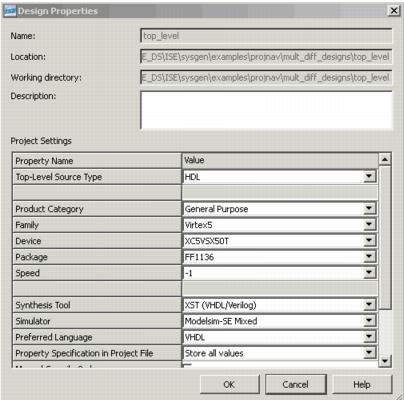 Design Properties
Name: top_level
Location: E_DS\ISE\sysgen\examples\projnav\mult_diff_designs\top_level
Working directory: E_DS\ISE\sysgen\examples\projnav\mult_diff_designs\top_level
Description:
Project Settings
Property Name Value
Top-Level Source Type HDL
Product Category General Purpose
Family Virtex5
Device XC5VSX50T
Package FF1136
Speed -1
Synthesis Tool XST (VHDL/Verilog)
Simulator Modelsim-SE Mixed
Preferred Language VHDL
Property Specification in Project File Store all values
OK Cancel Help